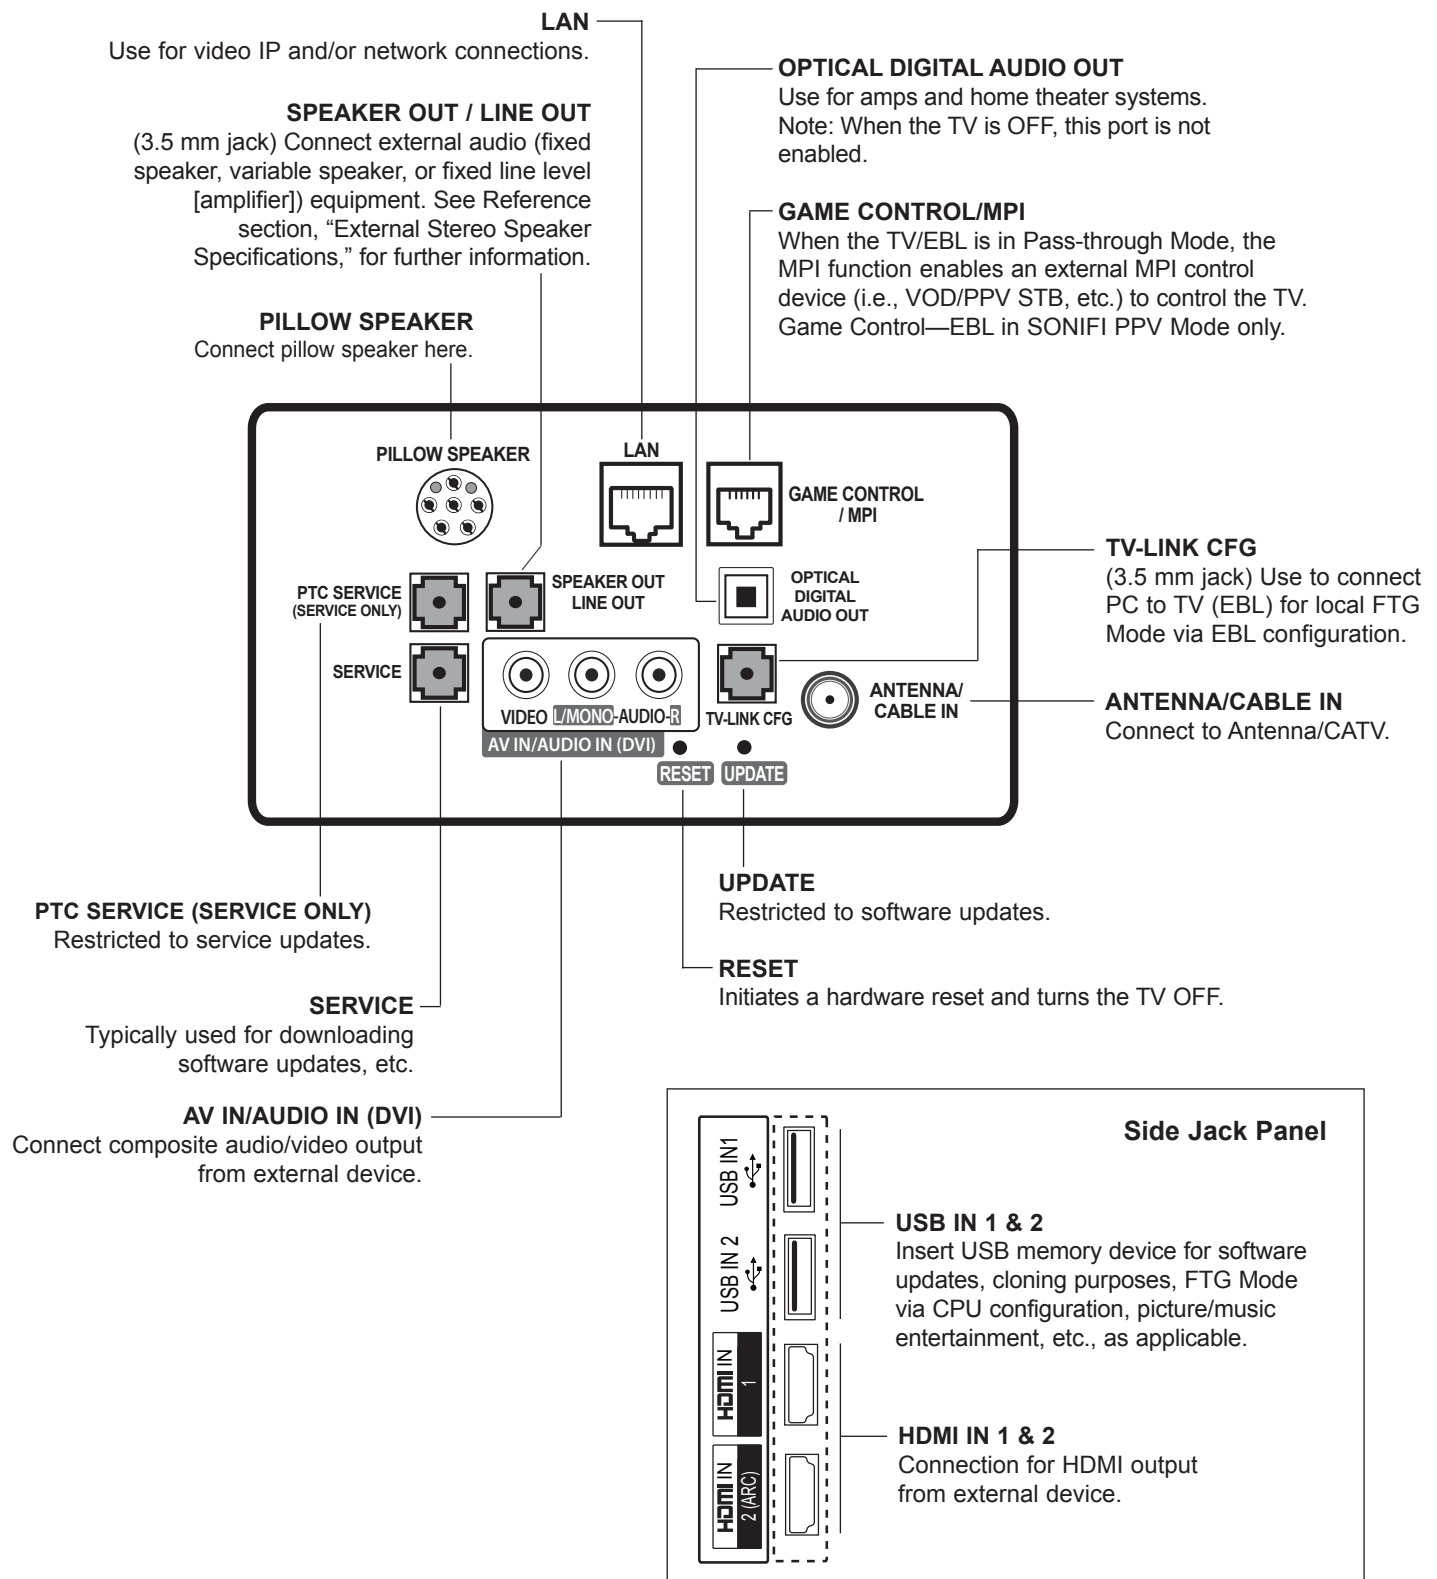 LAN
Use for video IP and/or network connections.
OPTICAL DIGITAL AUDIO OUT
Use for amps and home theater systems.
Note: When the TV is OFF, this port is not
enabled.
SPEAKER OUT / LINE OUT
(3.5 mm jack) Connect external audio (fixed
speaker, variable speaker, or fixed line level
[amplifier]) equipment. See Reference
section, “External Stereo Speaker
Specifications,” for further information.
GAME CONTROL/MPI
When the TV/EBL is in Pass-through Mode, the
MPI function enables an external MPI control
device (i.e., VOD/PPV STB, etc.) to control the TV.
Game Control—EBL in SONIFI PPV Mode only.
PILLOW SPEAKER
Connect pillow speaker here.
PILLOW SPEAKER
LAN
GAME CONTROL
/ MPI
PTC SERVICE
(SERVICE ONLY)
SPEAKER OUT
LINE OUT
OPTICAL
DIGITAL
AUDIO OUT
SERVICE
VIDEO L/MONO-AUDIO-R
TV-LINK CFG
ANTENNA/
CABLE IN
AV IN/AUDIO IN (DVI)
RESET
UPDATE
TV-LINK CFG
(3.5 mm jack) Use to connect
PC to TV (EBL) for local FTG
Mode via EBL configuration.
ANTENNA/CABLE IN
Connect to Antenna/CATV.
UPDATE
Restricted to software updates.
PTC SERVICE (SERVICE ONLY)
Restricted to service updates.
RESET
Initiates a hardware reset and turns the TV OFF.
SERVICE
Typically used for downloading
software updates, etc.
AV IN/AUDIO IN (DVI)
Connect composite audio/video output
from external device.
Side Jack Panel
USB IN1
USB IN 2
HDMI IN
1
HDMI IN
2 (ARC)
USB IN 1 & 2
Insert USB memory device for software
updates, cloning purposes, FTG Mode
via CPU configuration, picture/music
entertainment, etc., as applicable.
HDMI IN 1 & 2
Connection for HDMI output
from external device.